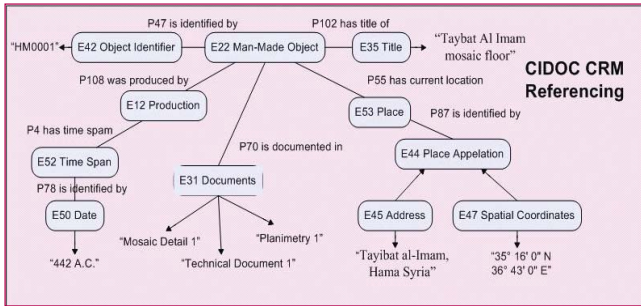 P47 is identified by
P102 has title of
"HM0001"
E42 Object Identifier
E22 Man-Made Object
E35 Title
"Taybat Al Imam
mosaic floor"
CIDOC CRM
Referencing
P108 was produced by
P55 has current location
E12 Production
E53 Place
P87 is identified by
P4 has time spam
P70 is documented in
E52 Time Span
E44 Place Appelation
P78 is identified by
E31 Documents
E50 Date
E45 Address
E47 Spatial Coordinates
"Mosaic Detail 1"
"Planimetry 1"
"442 A.C."
"Technical Document 1"
"Tayibat al-Imam,
Hama Syria"
"35° 16' 0" N
36° 43' 0" E"